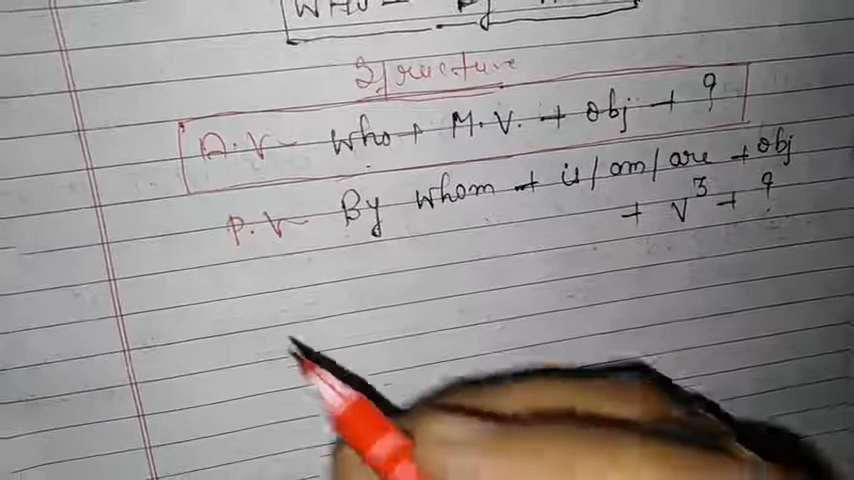 Structure
A.V- Who + M.V. + obj + ?
P.V- By whom + is/am/are + obj
+ V3 + ?